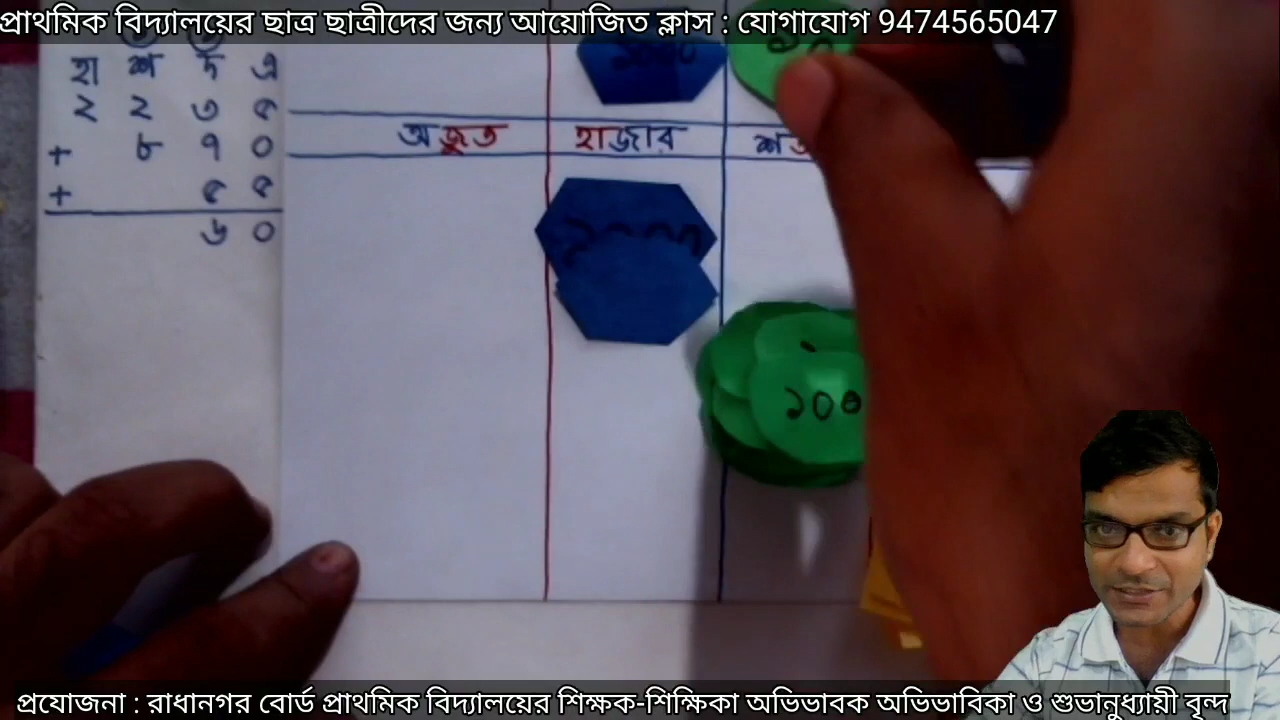 প্রাথমিক বিদ্যালয়ের ছাত্র ছাত্রীদের জন্য আয়োজিত ক্লাস : যোগাযোগ 9474565047
হা শ দ এ
২ ২ ৩ ৫
+ ৮ ৭ ০
+ ৫ ৫
৬ ০
অজুত হাজার
১০০
প্রযোজনা : রাধানগর বোর্ড প্রাথমিক বিদ্যালয়ের শিক্ষক-শিক্ষিকা অভিভাবক অভিভাবিকা ও শুভানুধ্যায়ী বৃন্দ